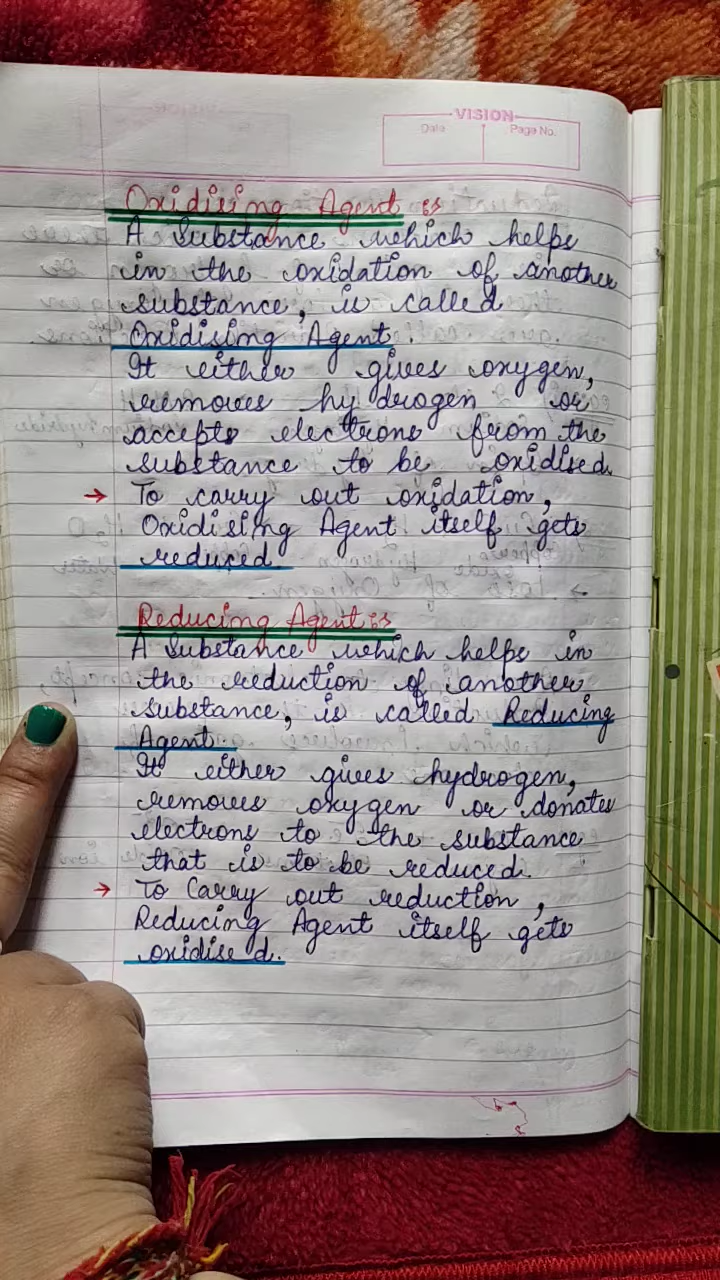 VISION
Date Page No.
Oxidising Agent :-
A Substance which helps
in the oxidation of another
substance, is called
Oxidising Agent.
It either gives oxygen,
removes hydrogen or
accepts electrons from the
substance to be oxidised.
→ To carry out oxidation,
Oxidising Agent itself gets
reduced.
Reducing Agent :-
A Substance which helps in
the reduction of another
substance, is called Reducing
Agent.
It either gives hydrogen,
removes oxygen or donates
electrons to the substance
that is to be reduced.
→ To Carry out reduction,
Reducing Agent itself gets
oxidised.